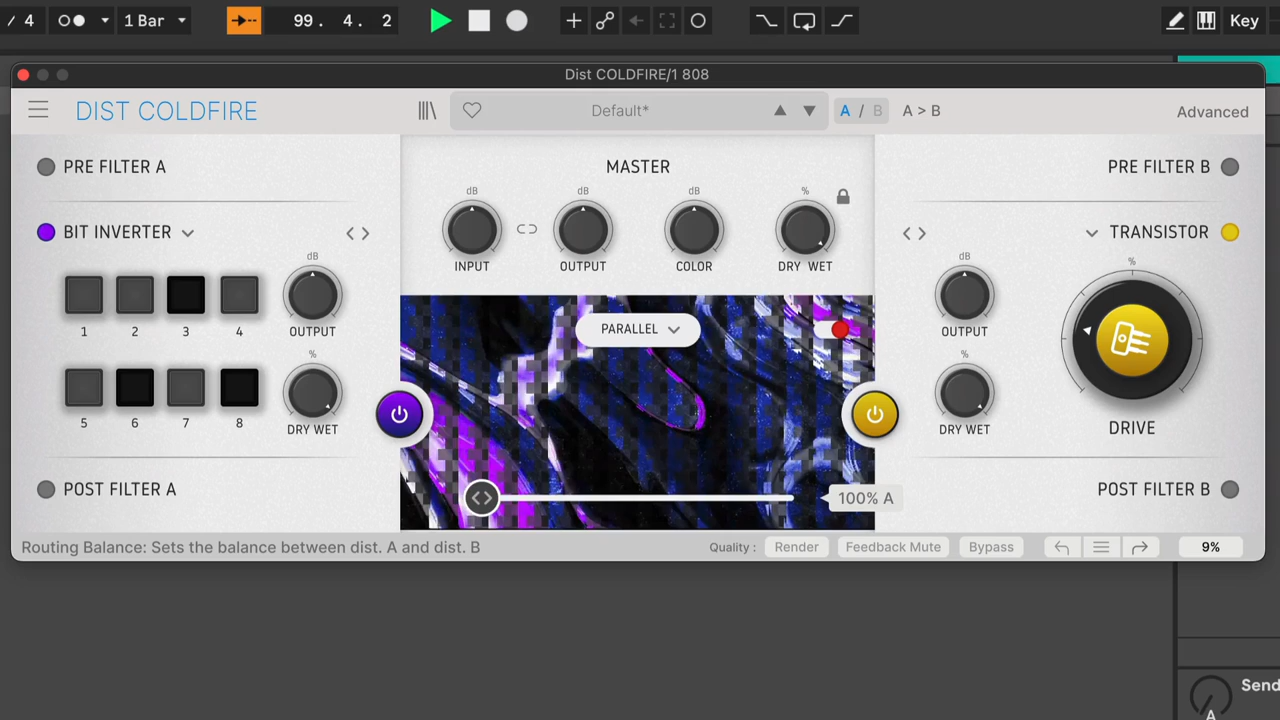 / 4
1 Bar
99. 4. 2
Key
Dist COLDFIRE/1 808
DIST COLDFIRE
Default*
A / B
A > B
Advanced
PRE FILTER A
MASTER
PRE FILTER B
dB
dB
dB
%
INPUT
OUTPUT
COLOR
DRY WET
BIT INVERTER
dB
OUTPUT
1
2
3
4
%
DRY WET
5
6
7
8
POST FILTER A
PARALLEL
100% A
TRANSISTOR
dB
OUTPUT
%
DRY WET
%
DRIVE
POST FILTER B
Routing Balance: Sets the balance between dist. A and dist. B
Quality :
Render
Feedback Mute
Bypass
9%
Send
A